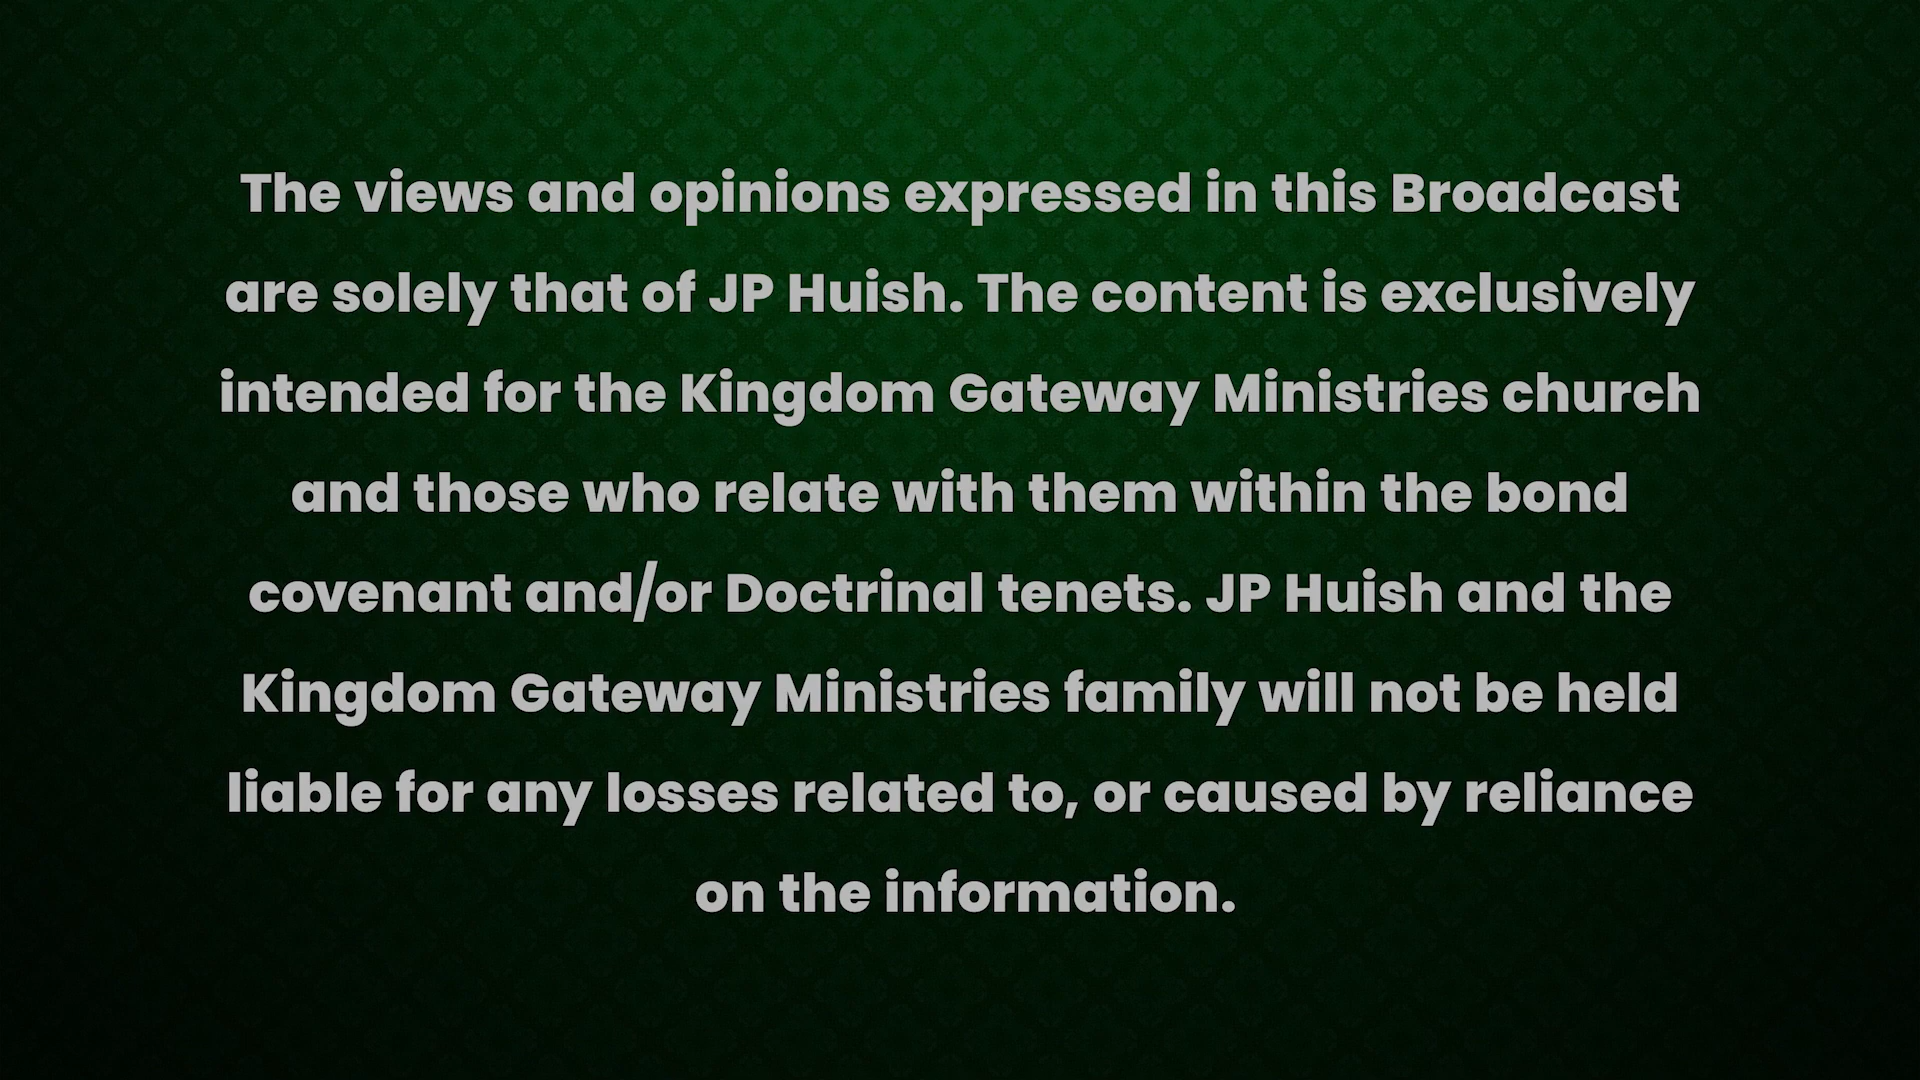 The views and opinions expressed in this Broadcast
are solely that of JP Huish. The content is exclusively
intended for the Kingdom Gateway Ministries church
and those who relate with them within the bond
covenant and/or Doctrinal tenets. JP Huish and the
Kingdom Gateway Ministries family will not be held
liable for any losses related to, or caused by reliance
on the information.